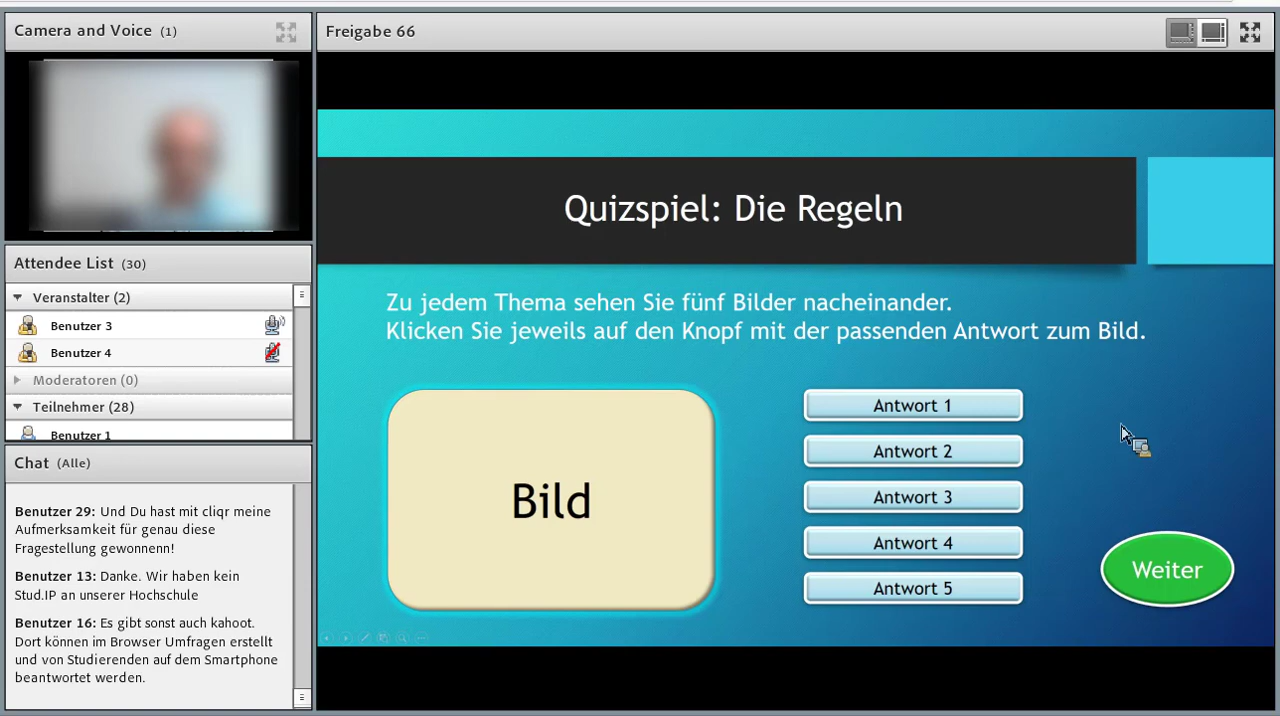 Camera and Voice (1)
Attendee List (30)
Veranstalter (2)
Benutzer 3
Benutzer 4
Moderatoren (0)
Teilnehmer (28)
Benutzer 1
Chat (Alle)
Benutzer 29: Und Du hast mit cliqr meine
Aufmerksamkeit für genau diese
Fragestellung gewonnenn!
Benutzer 13: Danke. Wir haben kein
Stud.IP an unserer Hochschule
Benutzer 16: Es gibt sonst auch kahoot.
Dort können im Browser Umfragen erstellt
und von Studierenden auf dem Smartphone
beantwortet werden.
Freigabe 66
Quizspiel: Die Regeln
Zu jedem Thema sehen Sie fünf Bilder nacheinander.
Klicken Sie jeweils auf den Knopf mit der passenden Antwort zum Bild.
Bild
Antwort 1
Antwort 2
Antwort 3
Antwort 4
Antwort 5
Weiter